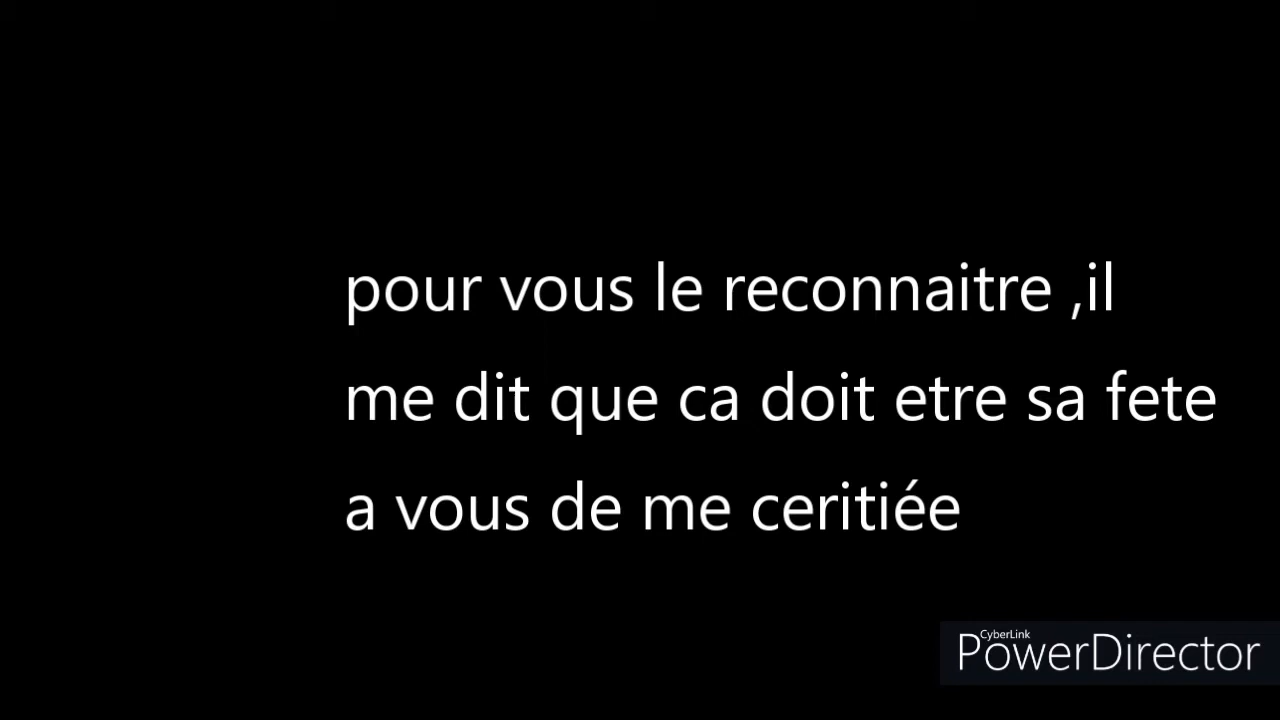 pour vous le reconnaitre ,il
me dit que ca doit etre sa fete
a vous de me ceritiée
CyberLink
PowerDirector